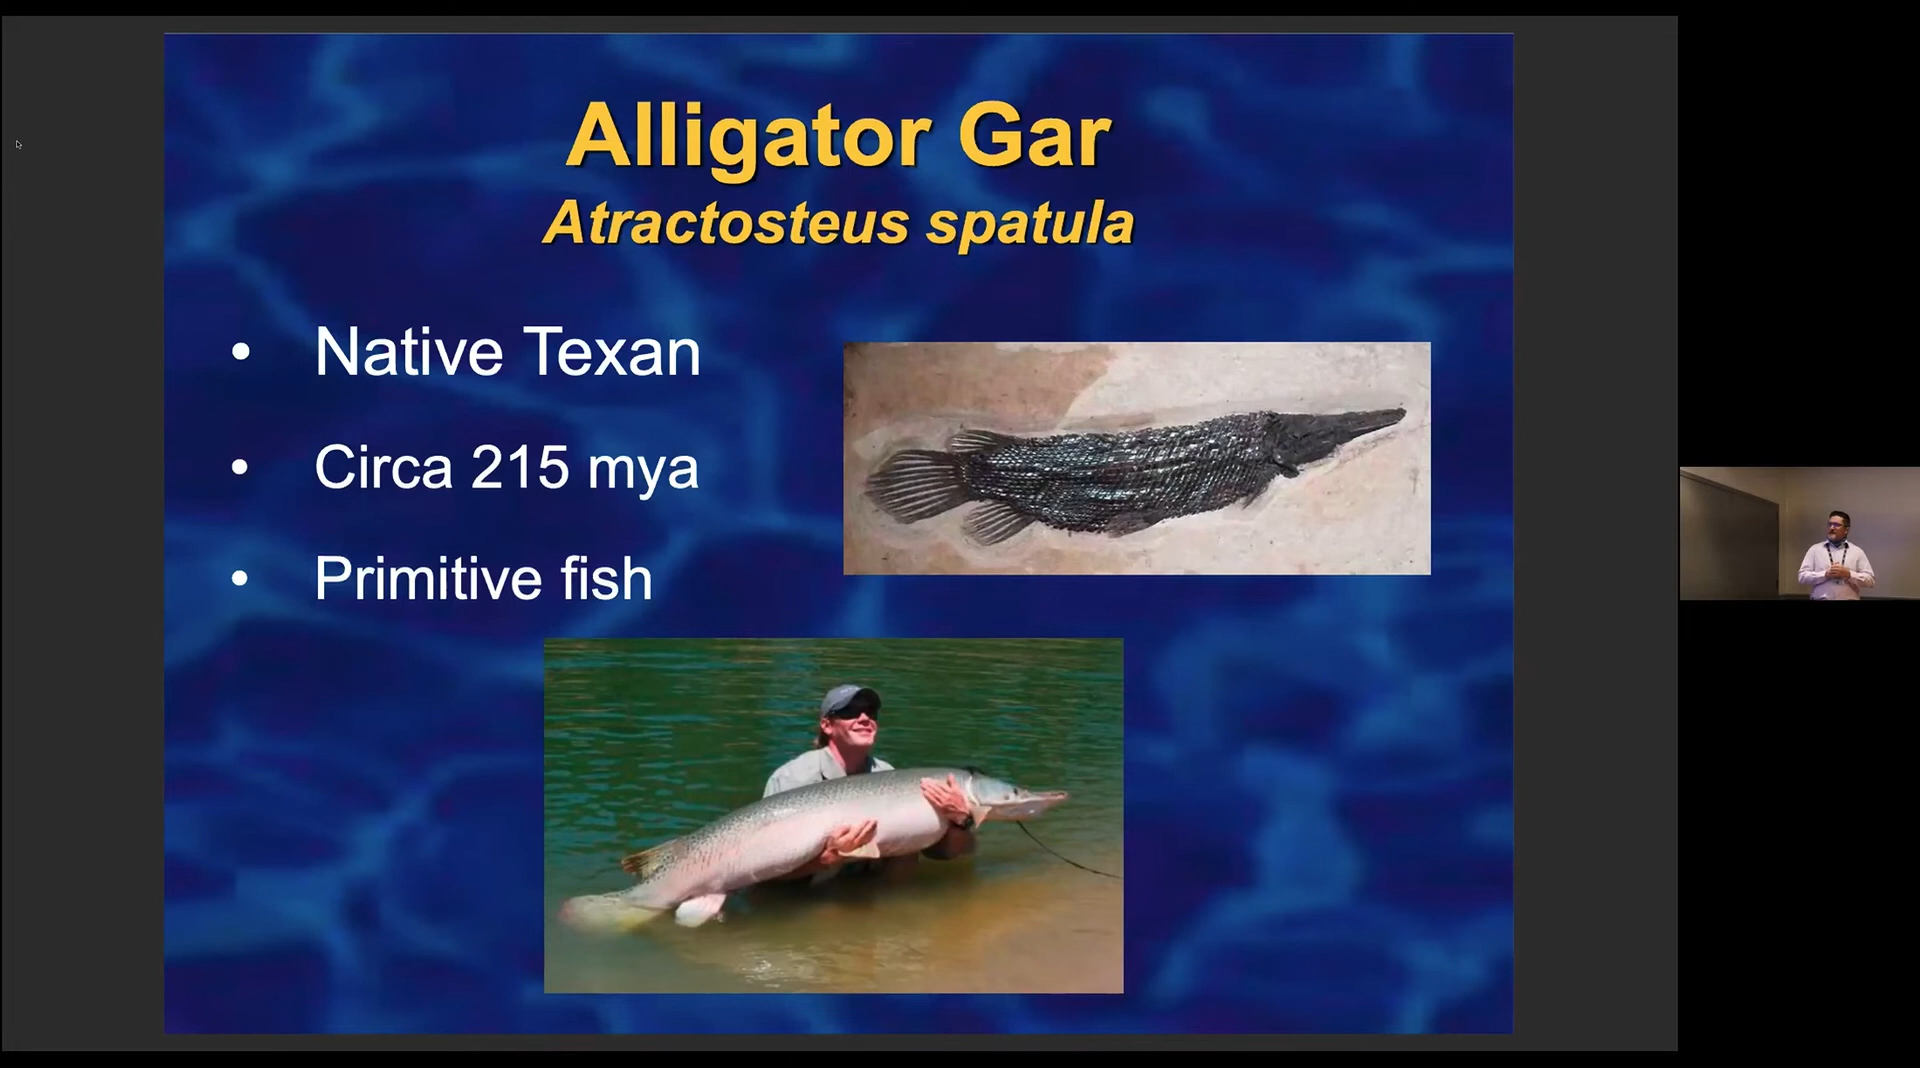 Alligator Gar
Atractosteus spatula
• Native Texan
• Circa 215 mya
• Primitive fish